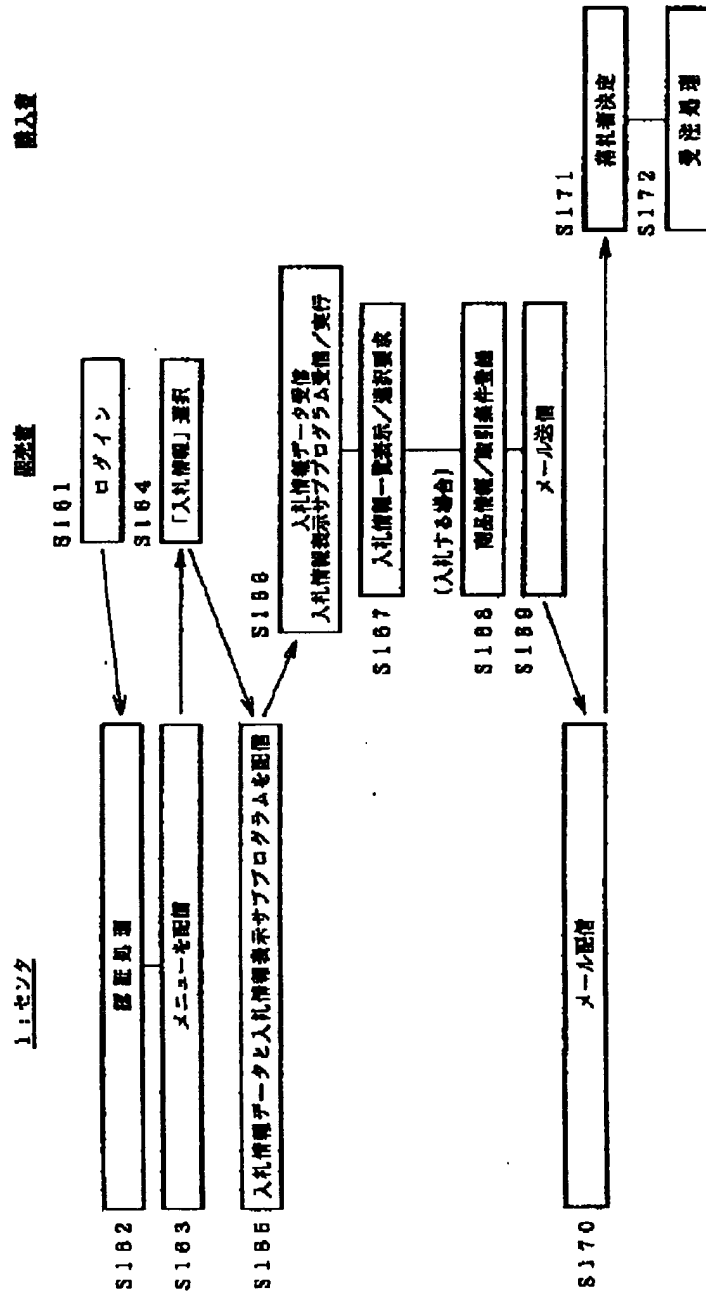 1：センタ
販売者
購入者
S161
ログイン
S162
認証処理
S163
メニューを配信
S164
「入札情報」選択
S165
入札情報データと入札情報表示サブプログラムを配信
S166
入札情報データ受信
入札情報表示サブプログラム受信／実行
S167
入札情報一覧表示／選択要求
(入札する場合)
S168
商品情報／取引条件登録
S169
メール送信
S170
メール配信
S171
落札者決定
S172
受注処理